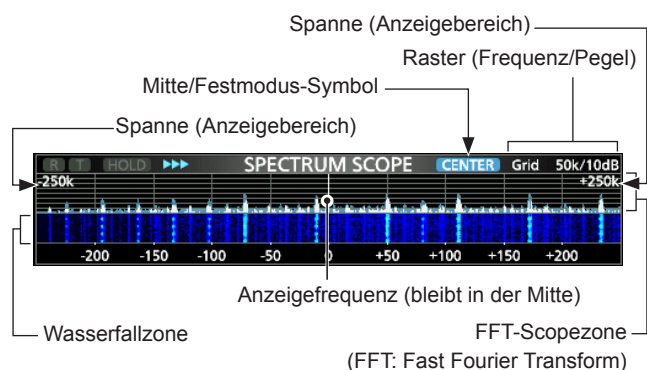 Spanne (Anzeigebereich)
Raster (Frequenz/Pegel)
Mitte/Festmodus-Symbol
Spanne (Anzeigebereich)
R T HOLD SPECTRUM SCOPE CENTER Grid 50k/10dB
-250k +250k
-200 -150 -100 -50 0 +50 +100 +150 +200
Anzeigefrequenz (bleibt in der Mitte)
Wasserfallzone
FFT-Scopezone
(FFT: Fast Fourier Transform)